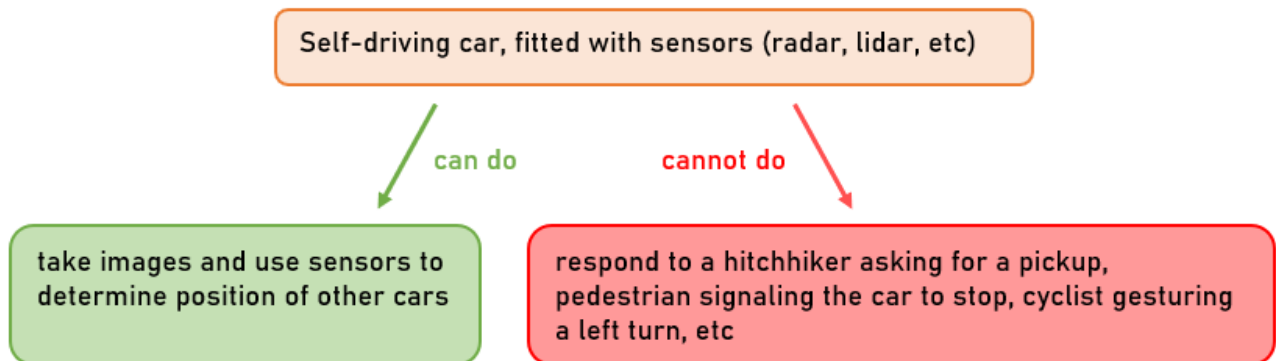 Self-driving car, fitted with sensors (radar, lidar, etc)
can do
cannot do
take images and use sensors to
determine position of other cars
respond to a hitchhiker asking for a pickup,
pedestrian signaling the car to stop, cyclist gesturing
a left turn, etc